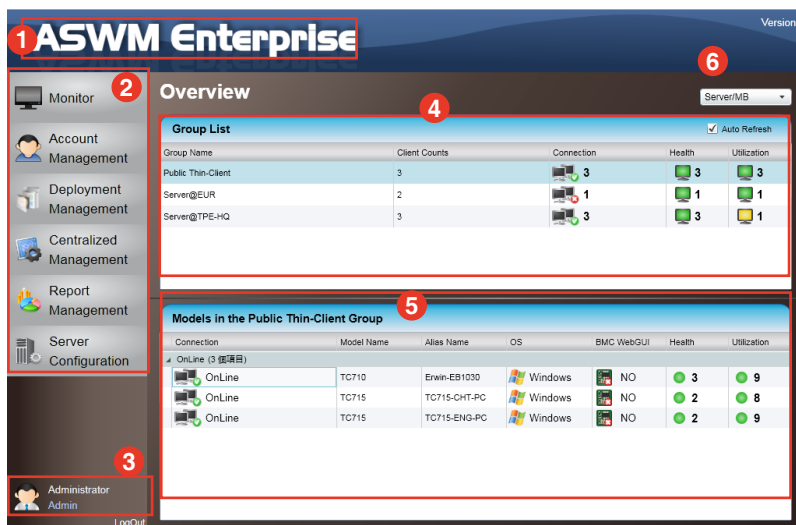 1
ASWM Enterprise
Version
6
Server/MB
2
Monitor
Account
Management
Deployment
Management
Centralized
Management
Report
Management
Server
Configuration
3
Administrator
Admin
LogOut
Overview
4
Group List
Auto Refresh
Group Name Client Counts Connection Health Utilization
Public Thin-Client 3 3 3 3
Server@EUR 2 1 1 1
Server@TPE-HQ 3 3 3 1
5
Models in the Public Thin-Client Group
Connection Model Name Alias Name OS BMC WebGUI Health Utilization
OnLine (3 個項目)
OnLine TC710 Erwin-EB1030 Windows NO 3 9
OnLine TC715 TC715-CHT-PC Windows NO 2 8
OnLine TC715 TC715-ENG-PC Windows NO 2 9